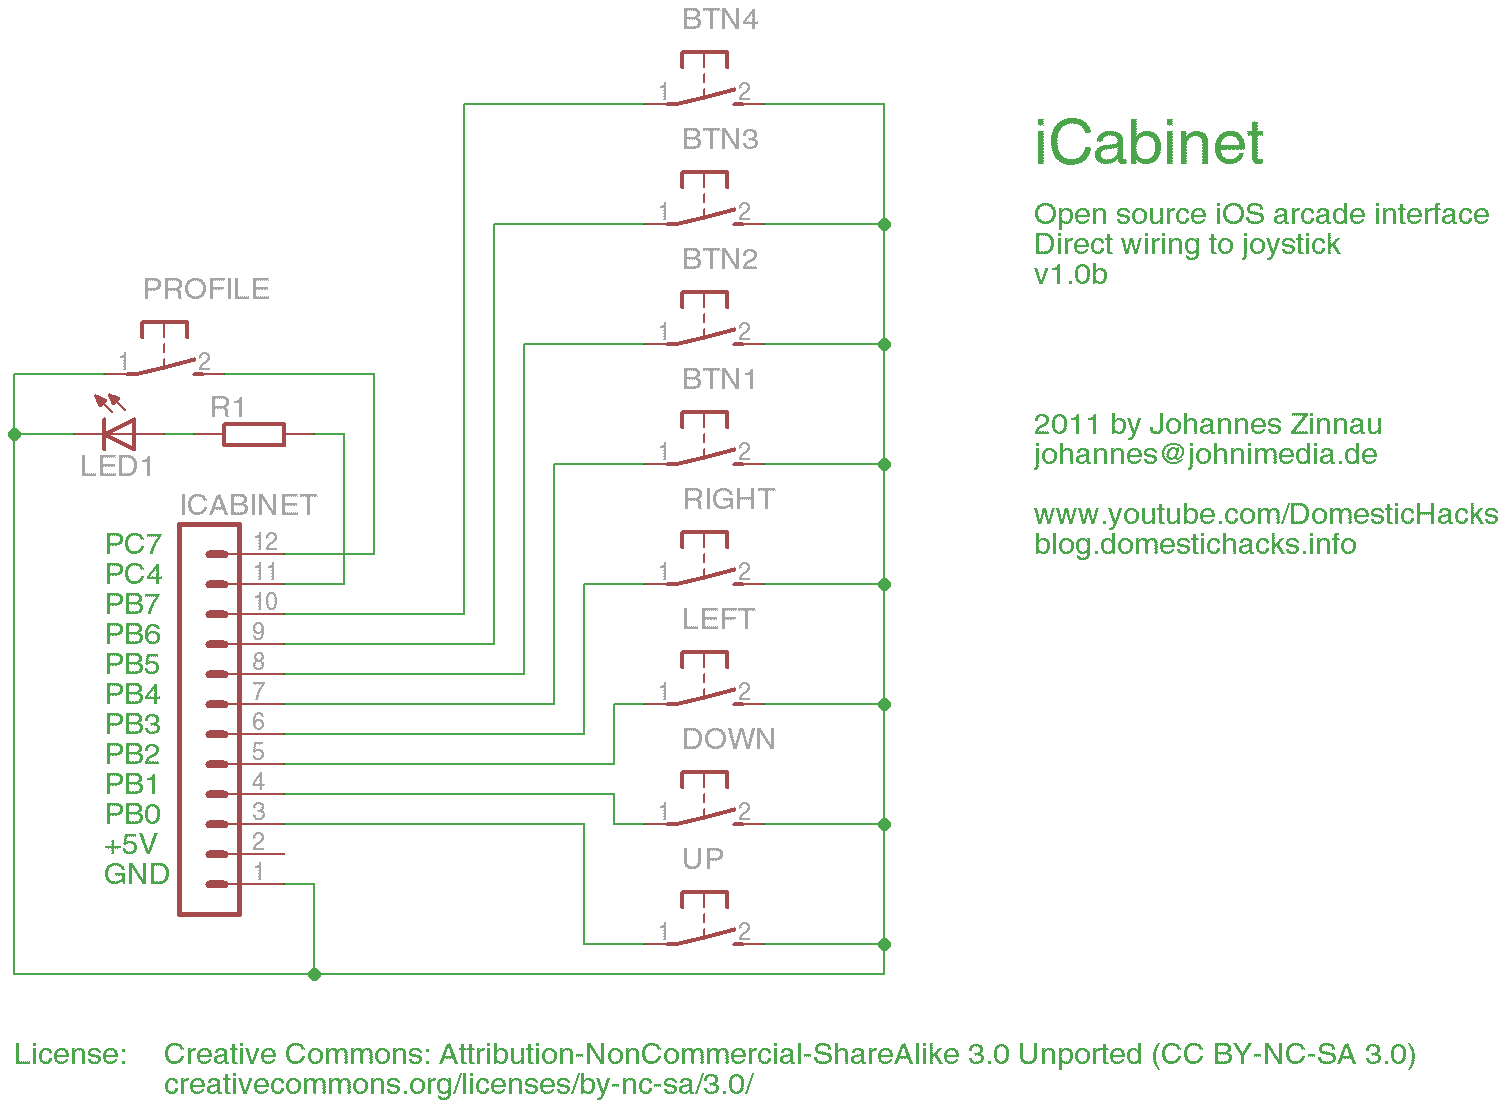 BTN4
1 2
BTN3
1 2
BTN2
1 2
BTN1
1 2
RIGHT
1 2
LEFT
1 2
DOWN
1 2
UP
1 2
PROFILE
1 2
R1
LED1
ICABINET
PC7 12
PC4 11
PB7 10
PB6 9
PB5 8
PB4 7
PB3 6
PB2 5
PB1 4
PB0 3
+5V 2
GND 1
iCabinet
Open source iOS arcade interface
Direct wiring to joystick
v1.0b
2011 by Johannes Zinnau
johannes@johnimedia.de
www.youtube.com/DomesticHacks
blog.domestichacks.info
License: Creative Commons: Attribution-NonCommercial-ShareAlike 3.0 Unported (CC BY-NC-SA 3.0)
creativecommons.org/licenses/by-nc-sa/3.0/